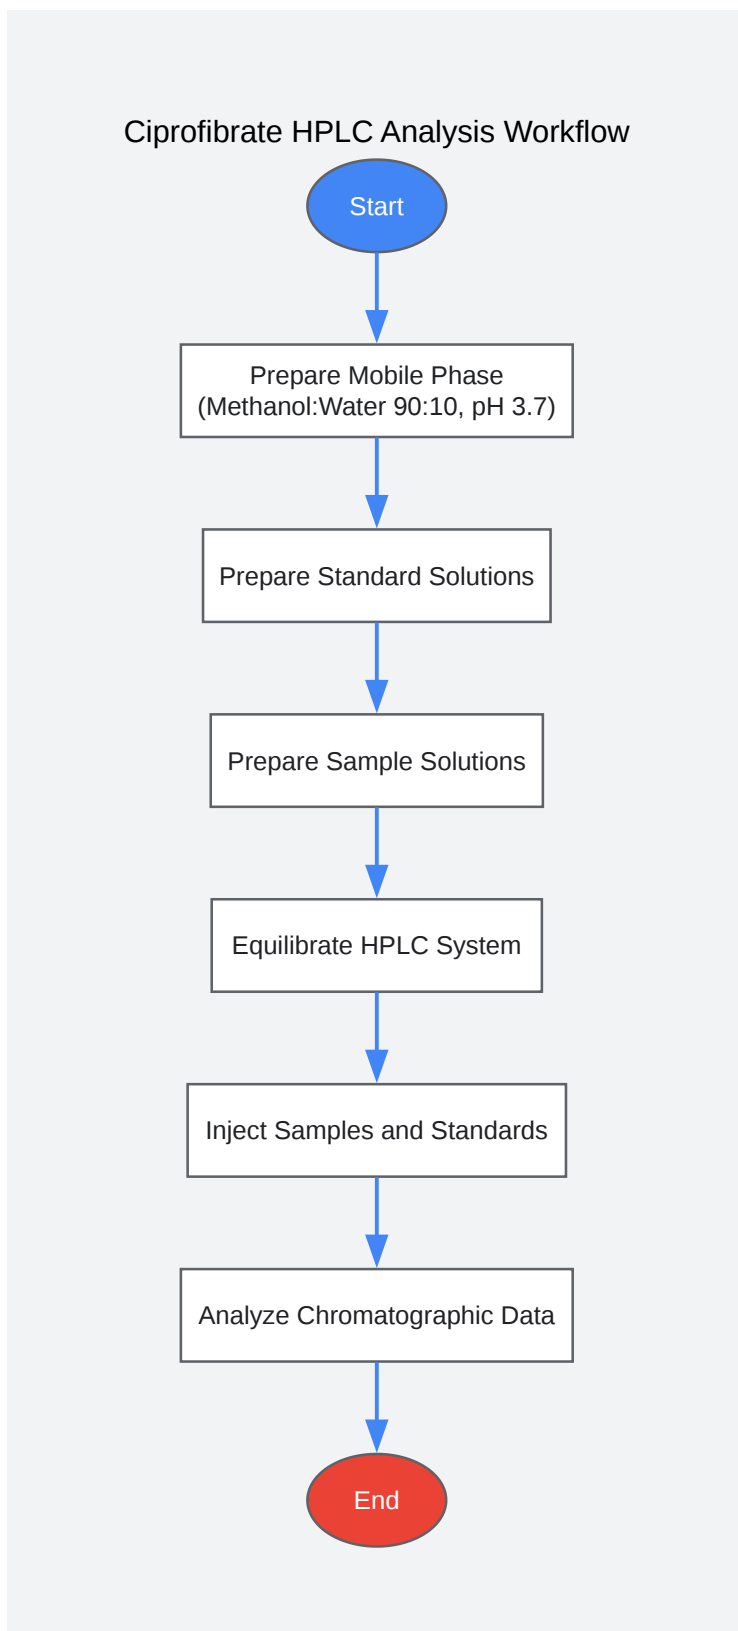 Ciprofibrate HPLC Analysis Workflow
Start
Prepare Mobile Phase
(Methanol:Water 90:10, pH 3.7)
Prepare Standard Solutions
Prepare Sample Solutions
Equilibrate HPLC System
Inject Samples and Standards
Analyze Chromatographic Data
End